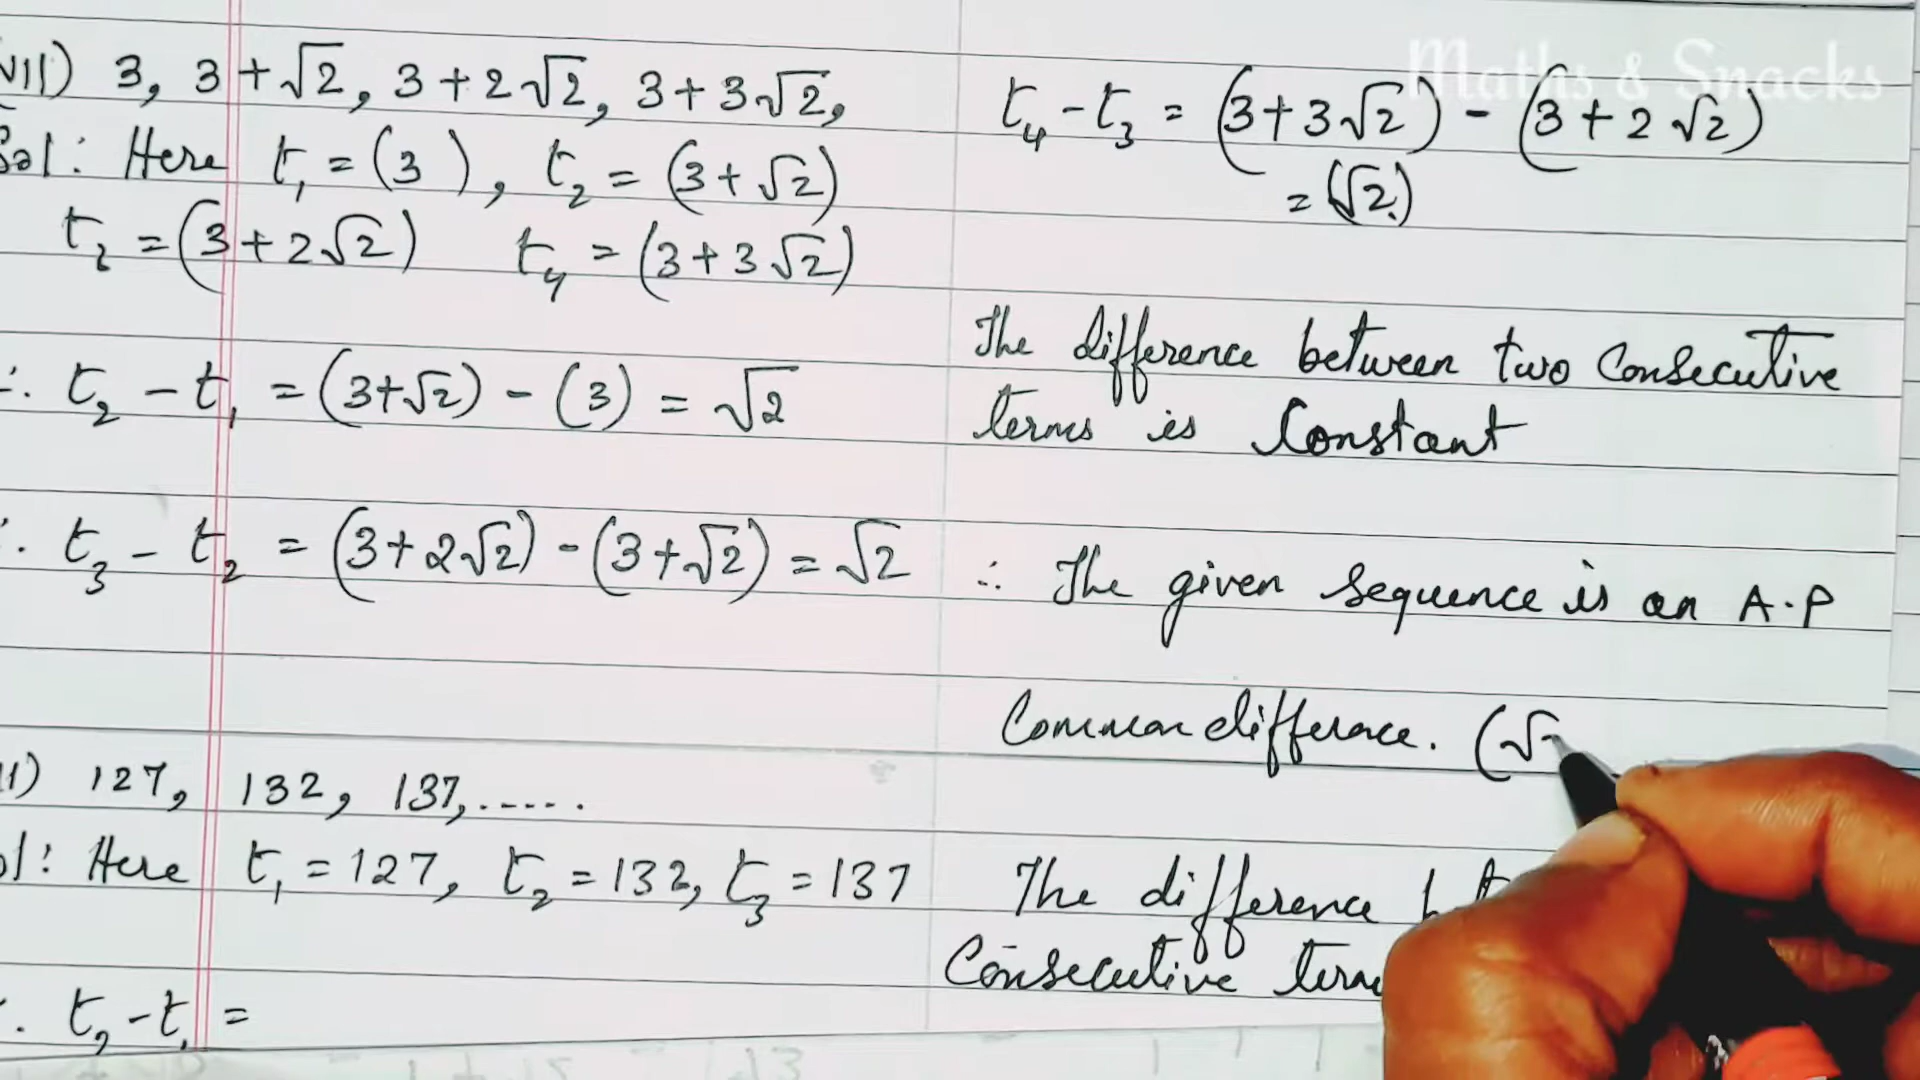 VII) 3, 3+√2, 3+2√2, 3+3√2,
Sol: Here t₁ = (3 ), t₂ = (3+√2)
t₂ = (3+2√2) t₄ = (3+3√2)
∴ t₂ - t₁ = (3+√2) - (3) = √2
∴ t₃ - t₂ = (3+2√2) - (3+√2) = √2
II) 127, 132, 137,.....
ol: Here t₁ = 127, t₂ = 132, t₃ = 137
∴ t₂ - t₁ =
Maths & Snacks
t₄ - t₃ = (3+3√2) - (3+2√2)
= (√2.)
The difference between two Consecutive
terms is Constant
∴ The given sequence is an A.P
Common differace. (√
The difference
Consecutive